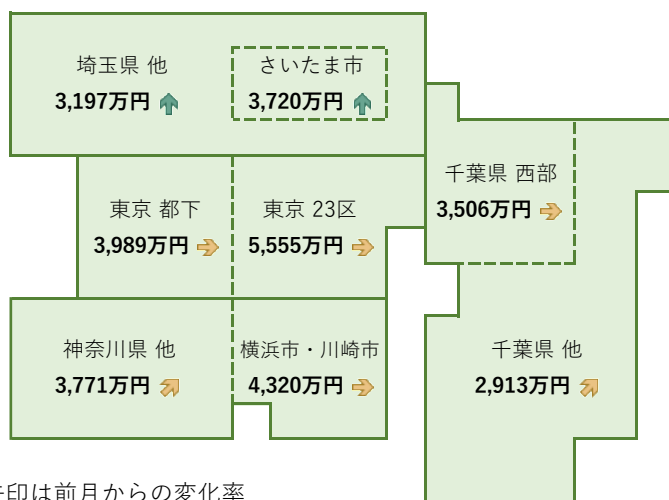 埼玉県 他
3,197万円
さいたま市
3,720万円
千葉県 西部
3,506万円
東京 都下
3,989万円
東京 23区
5,555万円
神奈川県 他
3,771万円
横浜市・川崎市
4,320万円
千葉県 他
2,913万円
印は前月からの変化率